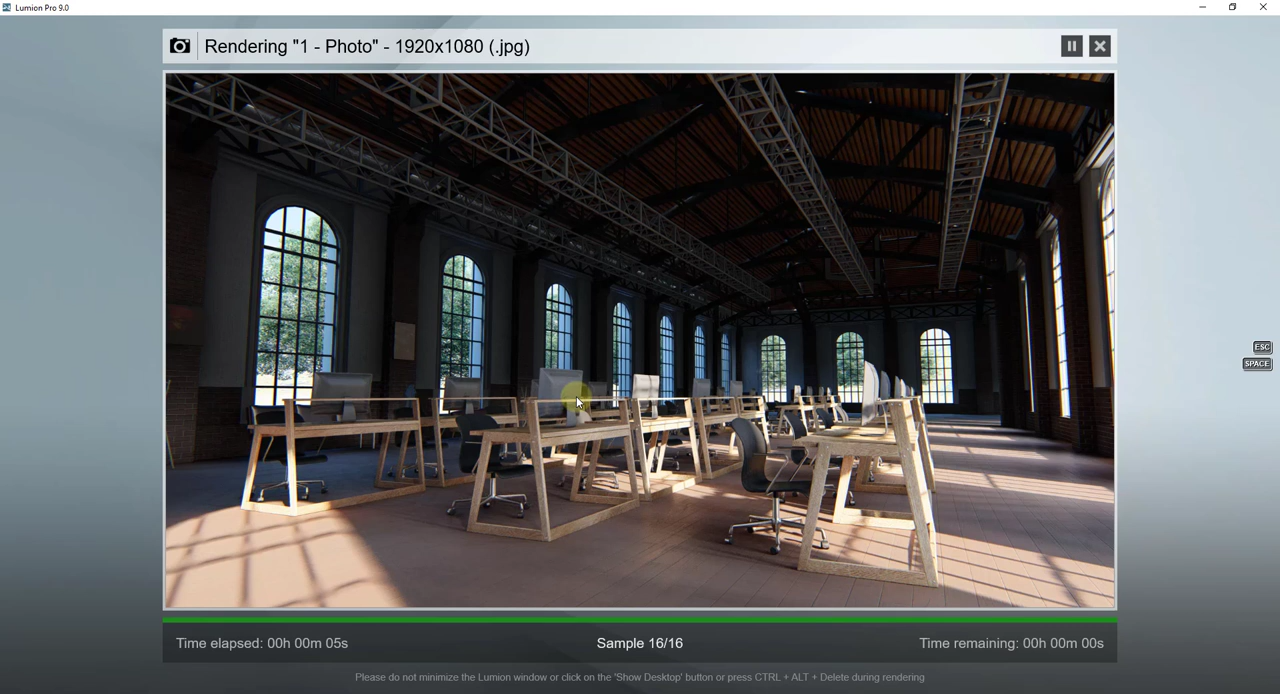 Lumion Pro 9.0
Rendering "1 - Photo" - 1920x1080 (.jpg)
ESC
SPACE
Time elapsed: 00h 00m 05s
Sample 16/16
Time remaining: 00h 00m 00s
Please do not minimize the Lumion window or click on the 'Show Desktop' button or press CTRL + ALT + Delete during rendering